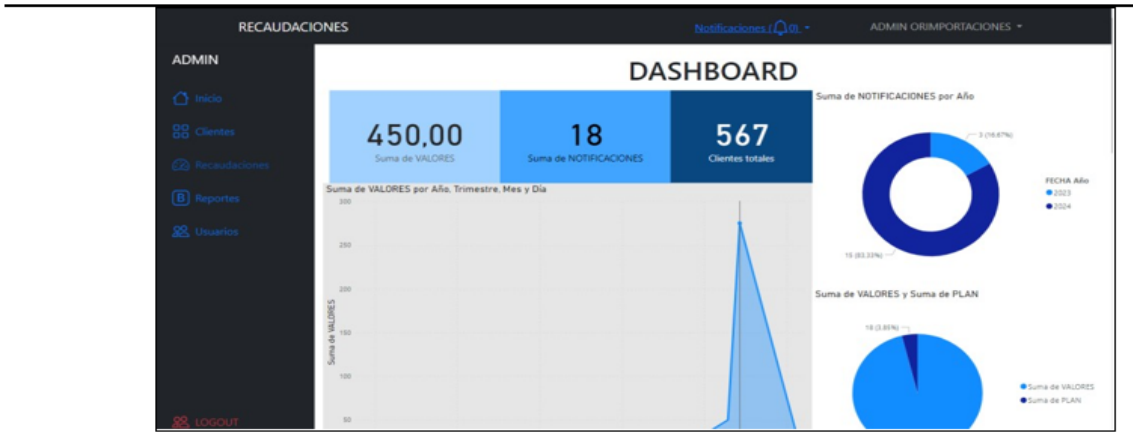 RECAUDACIONES
Notificaciones (0)
ADMIN ORIMPORTACIONES
ADMIN
Inicio
Clientes
Recaudaciones
Reportes
Usuarios
LOGOUT
DASHBOARD
450,00
Suma de VALORES
18
Suma de NOTIFICACIONES
567
Clientes totales
Suma de VALORES por Año, Trimestre, Mes y Día
Suma de VALORES
300
250
200
150
100
50
Suma de NOTIFICACIONES por Año
3 (16.67%)
15 (83.33%)
FECHA Año
2023
2024
Suma de VALORES y Suma de PLAN
18 (3.85%)
Suma de VALORES
Suma de PLAN